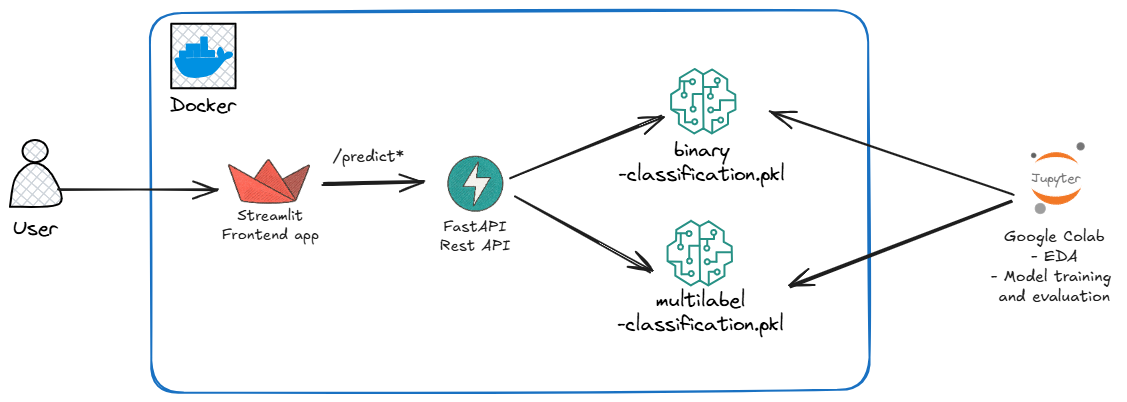 Docker
User
Streamlit
Frontend app
/predict*
FastAPI
Rest API
binary
-classification.pkl
multilabel
-classification.pkl
Jupyter
Google Colab
- EDA
- Model training
and evaluation